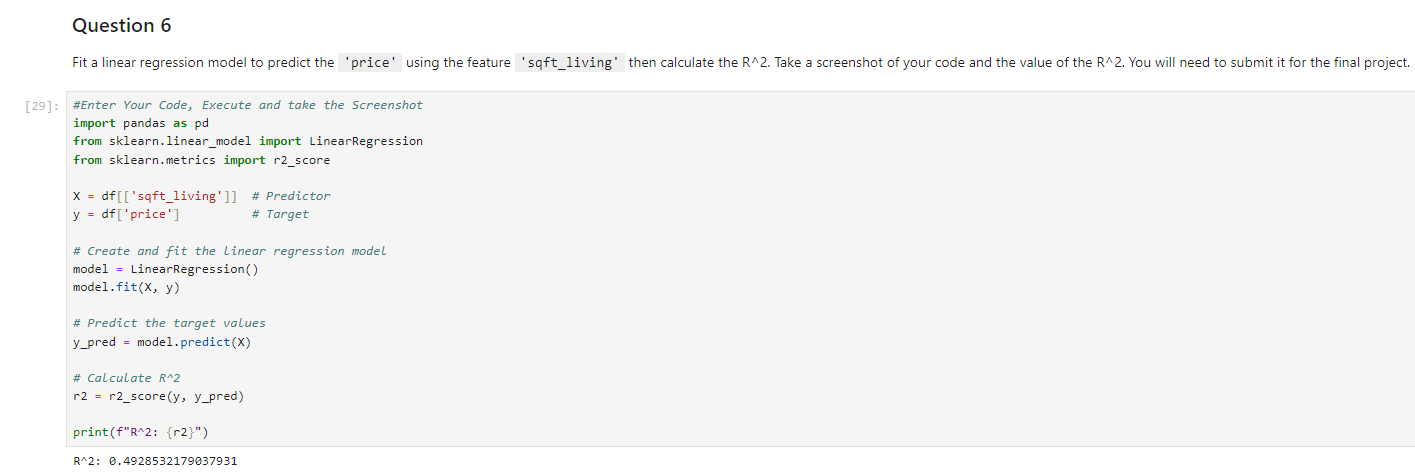 Question 6
Fit a linear regression model to predict the 'price' using the feature 'sqft_living' then calculate the R^2. Take a screenshot of your code and the value of the R^2. You will need to submit it for the final project.
[29]: #Enter Your Code, Execute and take the Screenshot
import pandas as pd
from sklearn.linear_model import LinearRegression
from sklearn.metrics import r2_score
X = df[['sqft_living']]  # Predictor
y = df['price']          # Target
# Create and fit the linear regression model
model = LinearRegression()
model.fit(X, y)
# Predict the target values
y_pred = model.predict(X)
# Calculate R^2
r2 = r2_score(y, y_pred)
print(f"R^2: {r2}")
R^2: 0.4928532179037931